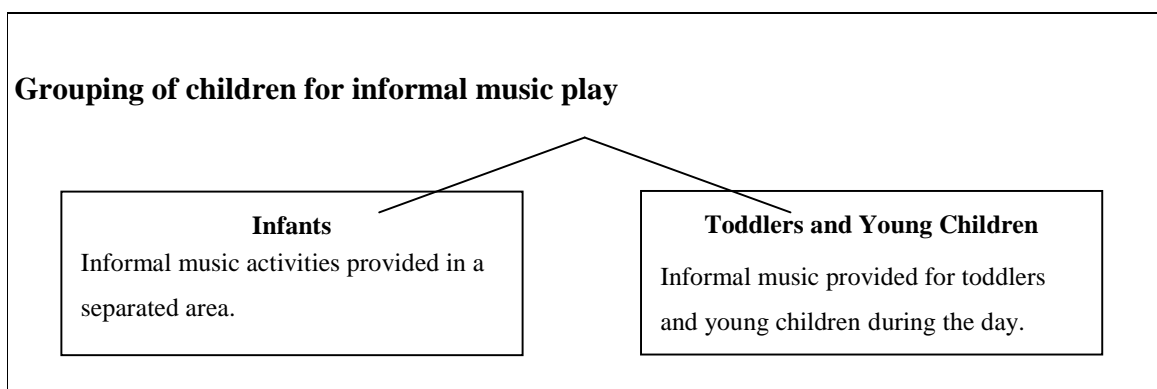 Grouping of children for informal music play
Infants
Informal music activities provided in a
separated area.
Toddlers and Young Children
Informal music provided for toddlers
and young children during the day.